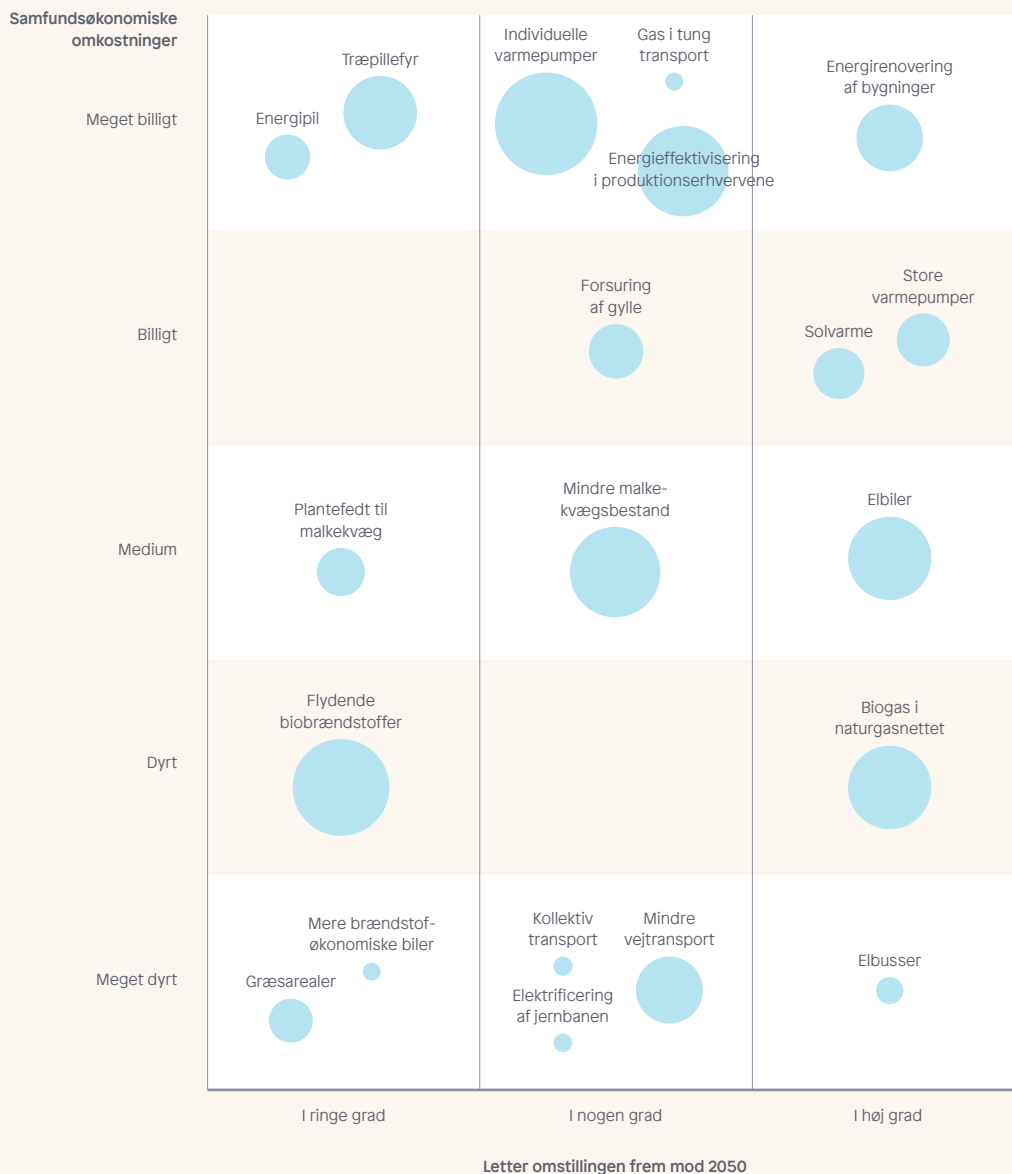 Samfundsøkonomiske
omkostninger
Meget billigt
Energipil
Træpillefyr
Individuelle
varmepumper
Gas i tung
transport
Energieffektivisering
i produktionserhvervene
Energirenovering
af bygninger
Billigt
Forsuring
af gylle
Solvarme
Store
varmepumper
Medium
Plantefedt til
malkekvæg
Mindre malke-
kvægsbestand
Elbiler
Dyrt
Flydende
biobrændstoffer
Biogas i
naturgasnettet
Meget dyrt
Mere brændstof-
økonomiske biler
Græsarealer
Kollektiv
transport
Mindre
vejtransport
Elektrificering
af jernbanen
Elbusser
I ringe grad
I nogen grad
I høj grad
Letter omstillingen frem mod 2050